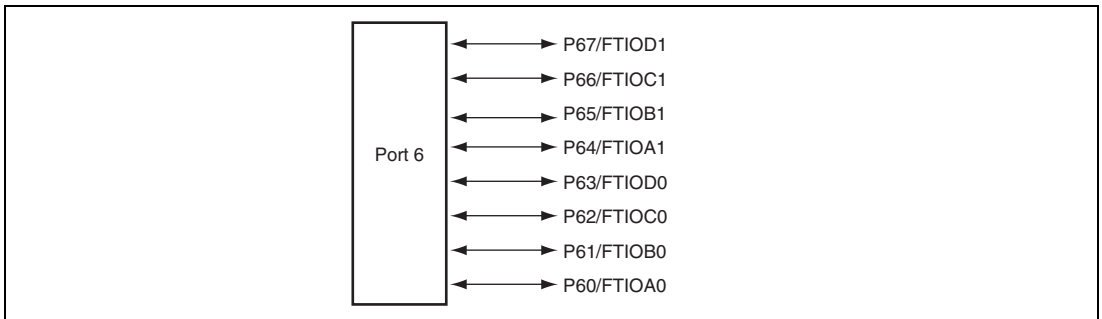 P67/FTIOD1
P66/FTIOC1
P65/FTIOB1
P64/FTIOA1
Port 6
P63/FTIOD0
P62/FTIOC0
P61/FTIOB0
P60/FTIOA0